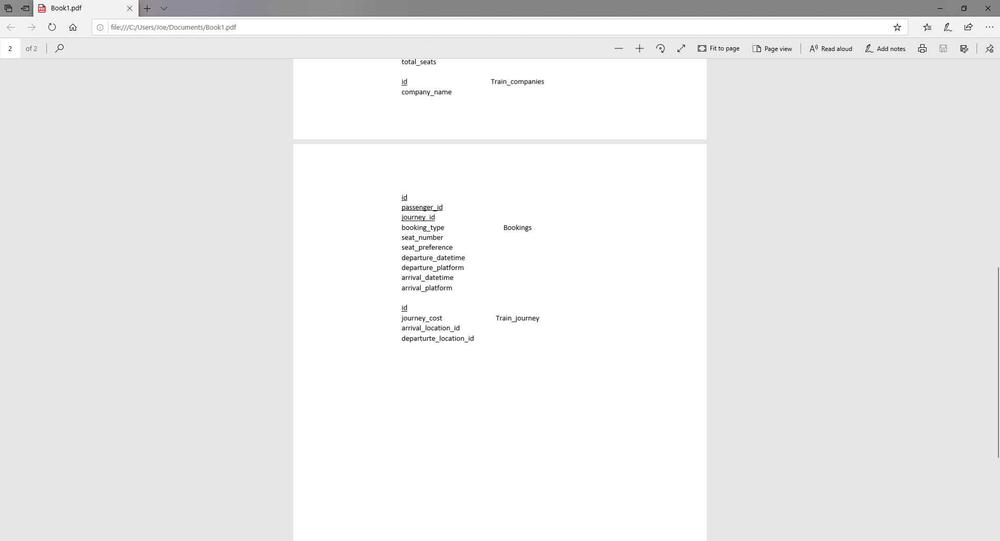 Book1.pdf
file:///C:/Users/Joe/Documents/Book1.pdf
2 of 2 Fit to page Page view Read aloud Add notes
total_seats
id Train_companies
company_name
id
passenger_id
journey_id
booking_type Bookings
seat_number
seat_preference
departure_datetime
departure_platform
arrival_datetime
arrival_platform
id
journey_cost Train_journey
arrival_location_id
departurte_location_id